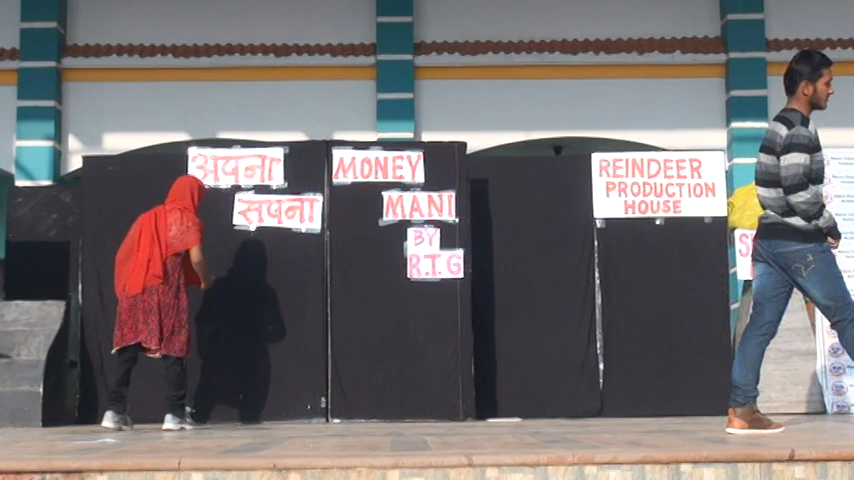 अपना
सपना
MONEY
MANI
BY
R.T.G
REINDEER
PRODUCTION
HOUSE